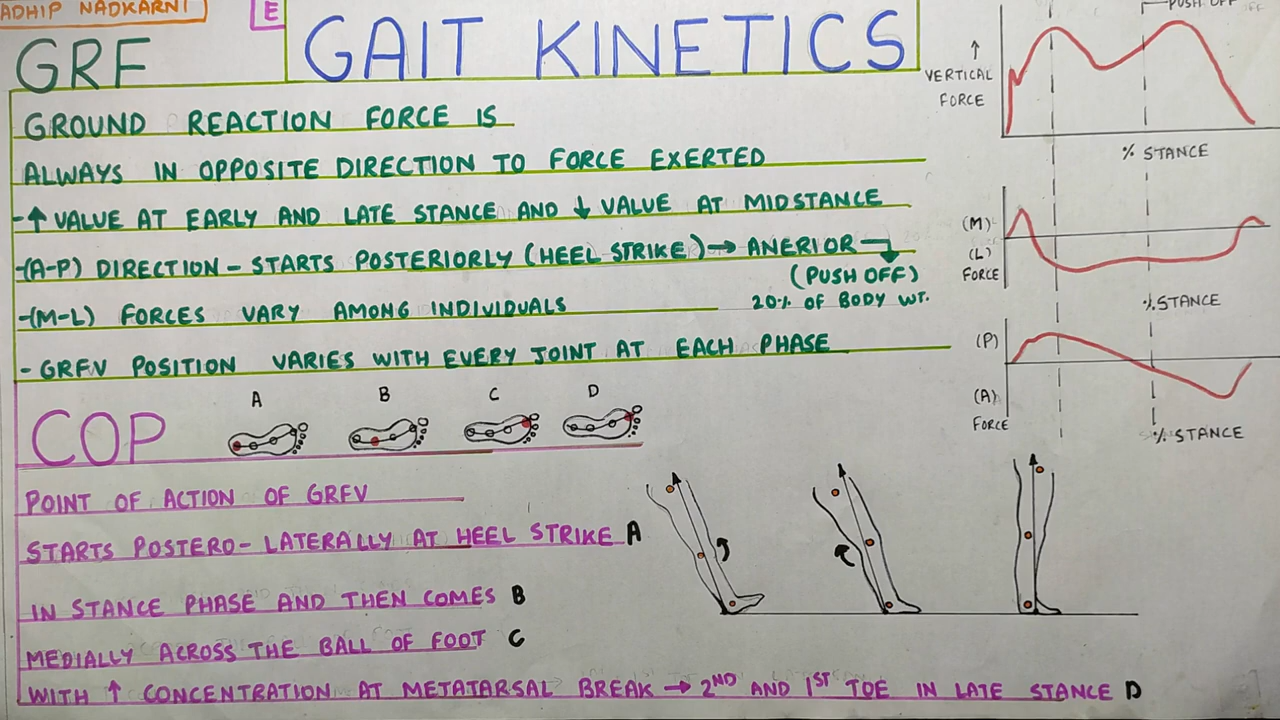 ADHIP NADKARNI
E
GRF
GAIT KINETICS
GROUND REACTION FORCE IS
ALWAYS IN OPPOSITE DIRECTION TO FORCE EXERTED
-↑ VALUE AT EARLY AND LATE STANCE AND ↓ VALUE AT MIDSTANCE
-(A-P) DIRECTION - STARTS POSTERIORLY (HEEL STRIKE) → ANERIOR
(PUSH OFF)
20% OF BODY WT.
-(M-L) FORCES VARY AMONG INDIVIDUALS
- GRFV POSITION VARIES WITH EVERY JOINT AT EACH PHASE
COP
A B C D
POINT OF ACTION OF GRFV
STARTS POSTERO-LATERALLY AT HEEL STRIKE A
IN STANCE PHASE AND THEN COMES B
MEDIALLY ACROSS THE BALL OF FOOT C
WITH ↑ CONCENTRATION AT METATARSAL BREAK → 2ND AND 1ST TOE IN LATE STANCE D
PUSH OFF
↑
VERTICAL
FORCE
% STANCE
(M)
(L)
FORCE
% STANCE
(P)
(A)
FORCE
% STANCE